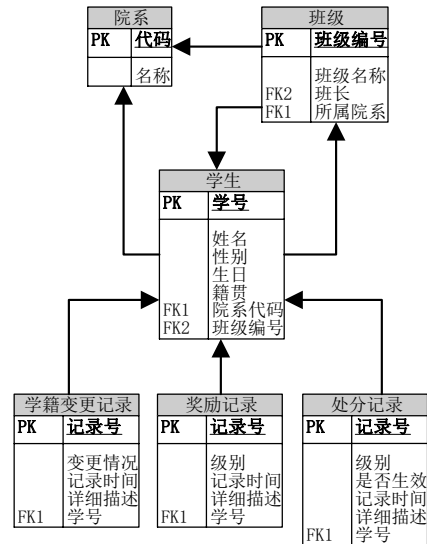 院系
PK 代码
名称
班级
PK 班级编号
班级名称
FK2 班长
FK1 所属院系
学生
PK 学号
姓名
性别
生日
籍贯
FK1 院系代码
FK2 班级编号
学籍变更记录
PK 记录号
变更情况
记录时间
详细描述
FK1 学号
奖励记录
PK 记录号
级别
记录时间
详细描述
FK1 学号
处分记录
PK 记录号
级别
是否生效
记录时间
详细描述
FK1 学号